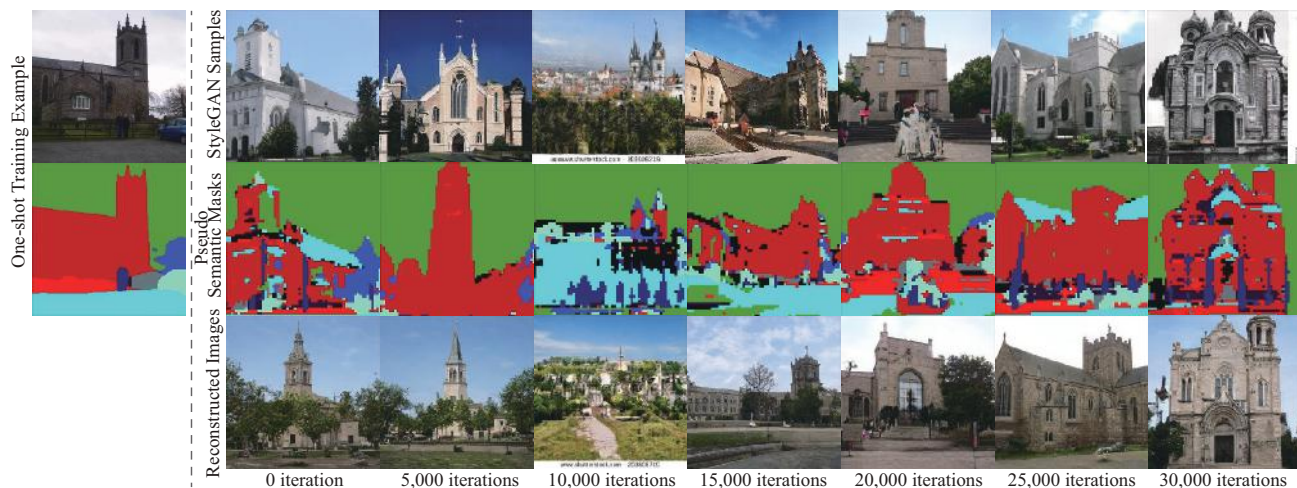 One-shot Training Example
StyleGAN Samples
Pseudo
Semantic Masks
Reconstructed Images
0 iteration
5,000 iterations
10,000 iterations
15,000 iterations
20,000 iterations
25,000 iterations
30,000 iterations